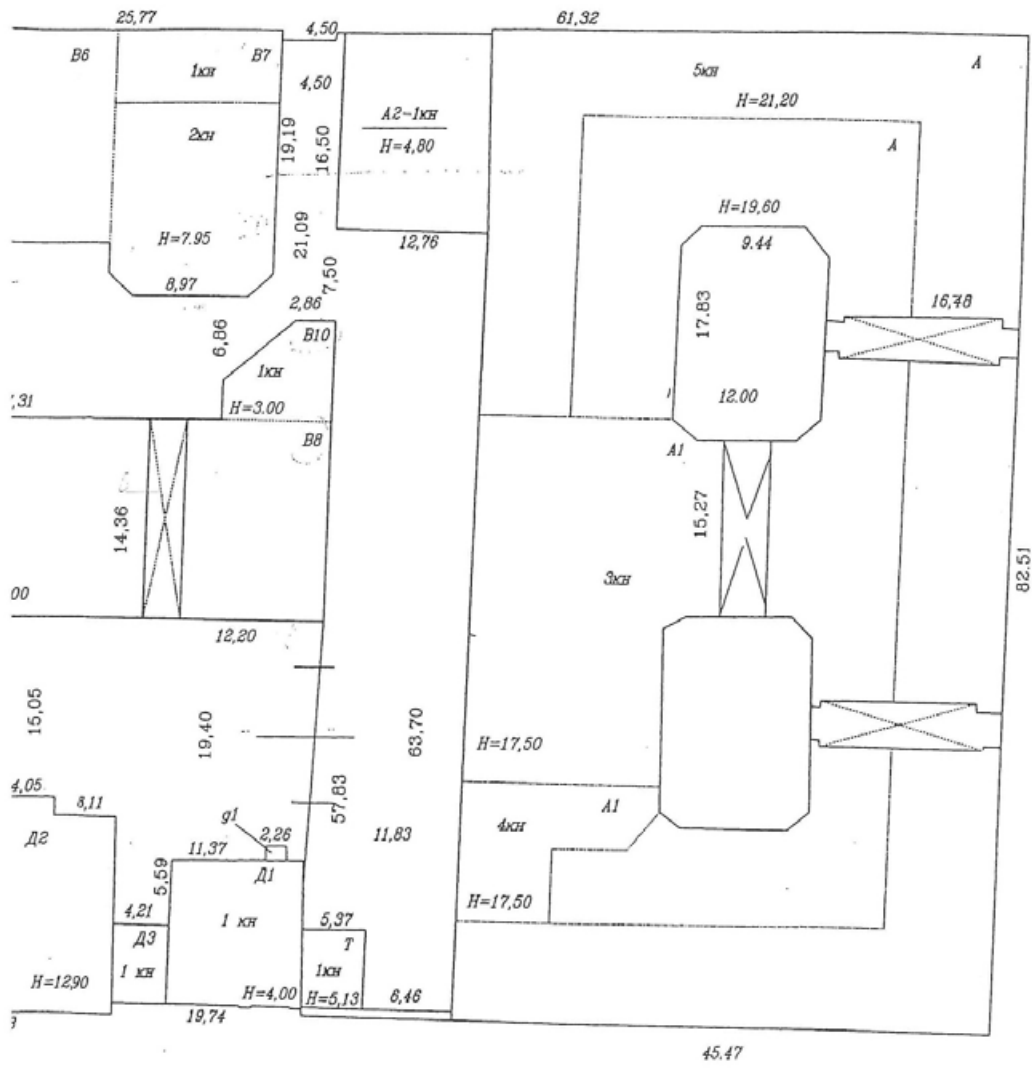 25,77
4,50
61,32
В6
В7
1кн
4,50
5кн
А
Н=21,20
2кн
19,19
16,50
А2-1кн
Н=4,80
А
Н=19,60
9.44
Н=7.95
21,09
12,76
7,50
8,97
2,86
17.83
16,48
6,86
В10
1кн
Н=3.00
12.00
,31
В8
А1
14,36
15,27
82.51
3кн
00
12,20
15,05
19,40
63,70
Н=17,50
4,05
8,11
57,83
А1
4кн
g1
2,26
11,83
Д2
11,37
Д1
5,59
Н=17,50
4,21
1 кн
5,37
Д3
Т
1 кн
1кн
Н=12,90
Н=4,00
Н=5,13
6,46
19,74
45.47